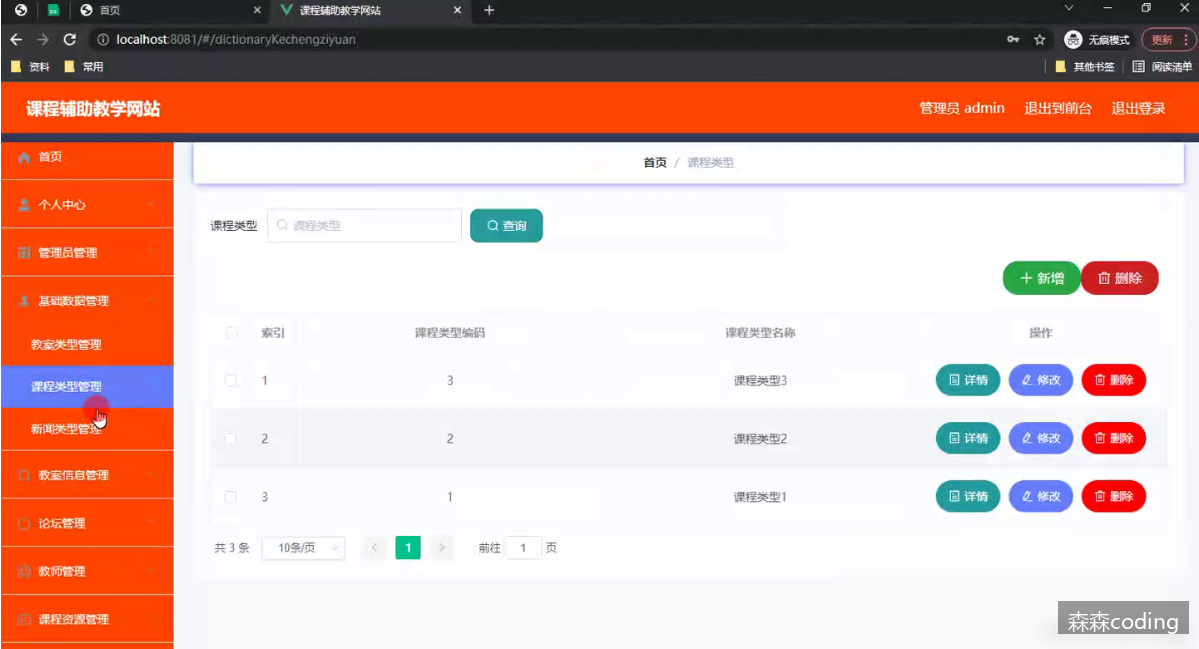 首页
课程辅助教学网站
localhost:8081/#/dictionaryKechengziyuan
无痕模式
更新
资料
常用
其他书签
阅读清单
课程辅助教学网站
管理员 admin
退出到前台
退出登录
首页
个人中心
管理员管理
基础数据管理
教案类型管理
课程类型管理
新闻类型管理
教案信息管理
论坛管理
教师管理
课程资源管理
首页 / 课程类型
课程类型
课程类型
查询
新增
删除
索引 课程类型编码 课程类型名称 操作
1 3 课程类型3 详情 修改 删除
2 2 课程类型2 详情 修改 删除
3 1 课程类型1 详情 修改 删除
共 3 条 10条/页 1 前往 1 页
森森coding